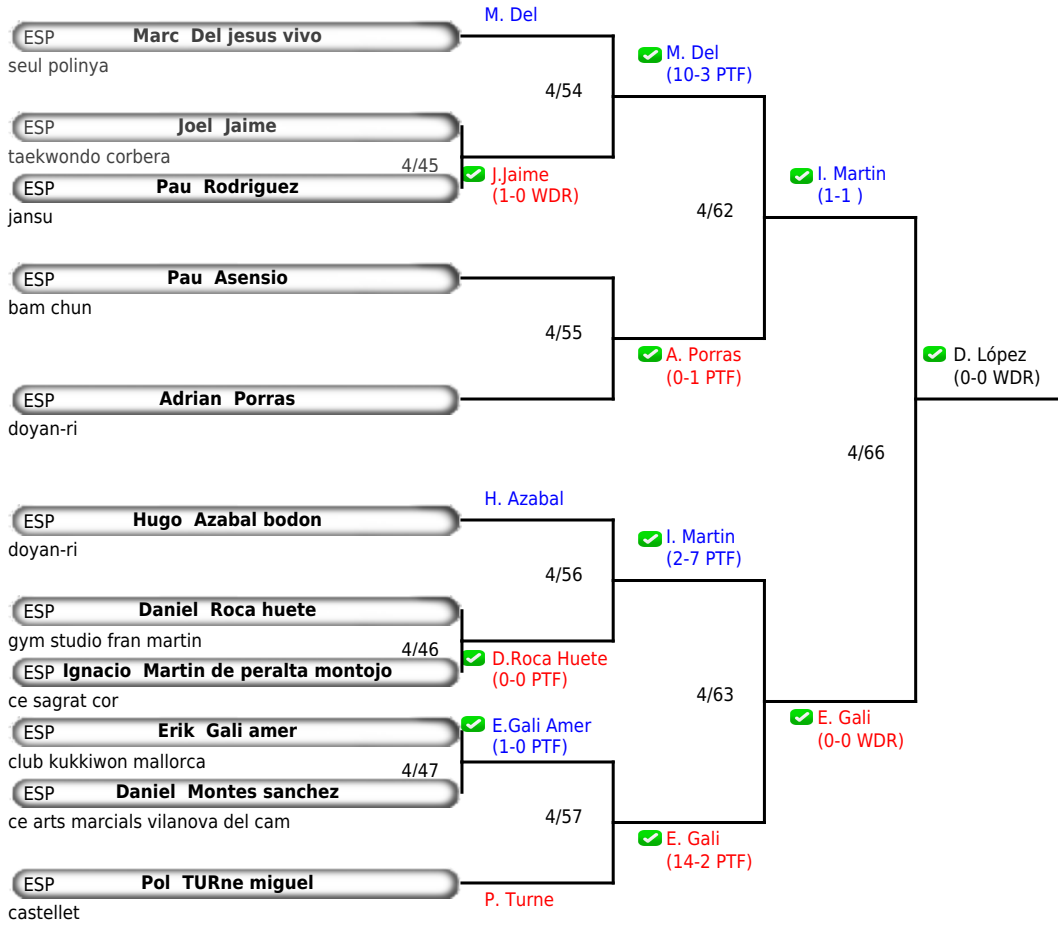 M. Del
ESP Marc Del jesus vivo
seul polinya
M. Del
(10-3 PTF)
4/54
ESP Joel Jaime
taekwondo corbera
4/45
J.Jaime
(1-0 WDR)
ESP Pau Rodriguez
jansu
I. Martin
(1-1 )
4/62
ESP Pau Asensio
bam chun
4/55
A. Porras
(0-1 PTF)
D. López
(0-0 WDR)
ESP Adrian Porras
doyan-ri
4/66
H. Azabal
ESP Hugo Azabal bodon
doyan-ri
I. Martin
(2-7 PTF)
4/56
ESP Daniel Roca huete
gym studio fran martin
4/46
D.Roca Huete
(0-0 PTF)
ESP Ignacio Martin de peralta montojo
ce sagrat cor
4/63
E. Gali
(0-0 WDR)
E.Gali Amer
(1-0 PTF)
ESP Erik Gali amer
club kukkiwon mallorca
4/47
ESP Daniel Montes sanchez
ce arts marcials vilanova del cam
4/57
E. Gali
(14-2 PTF)
ESP Pol TURne miguel
castellet
P. Turne